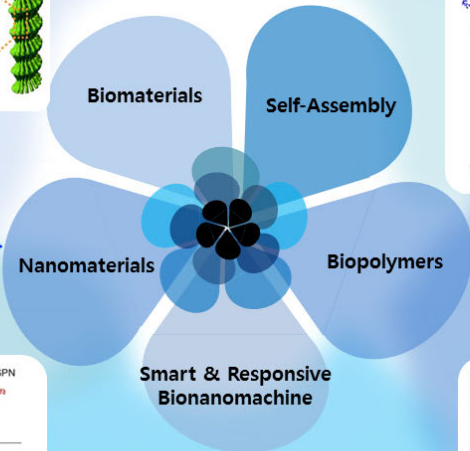 Biomaterials
Self-Assembly
Nanomaterials
Biopolymers
Smart & Responsive
Bionanomachine